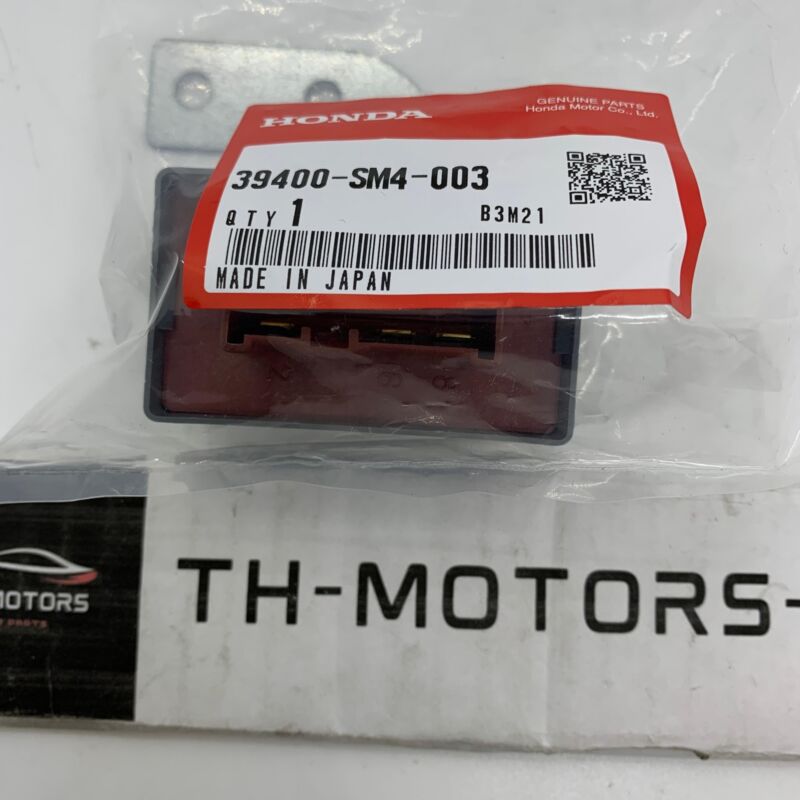 GENUINE PARTS
HONDA
Honda Motor Co., Ltd.
39400-SM4-003
QTY 1
B3M21
MADE IN JAPAN
TH-MOTORS-
MOTORS
PARTS